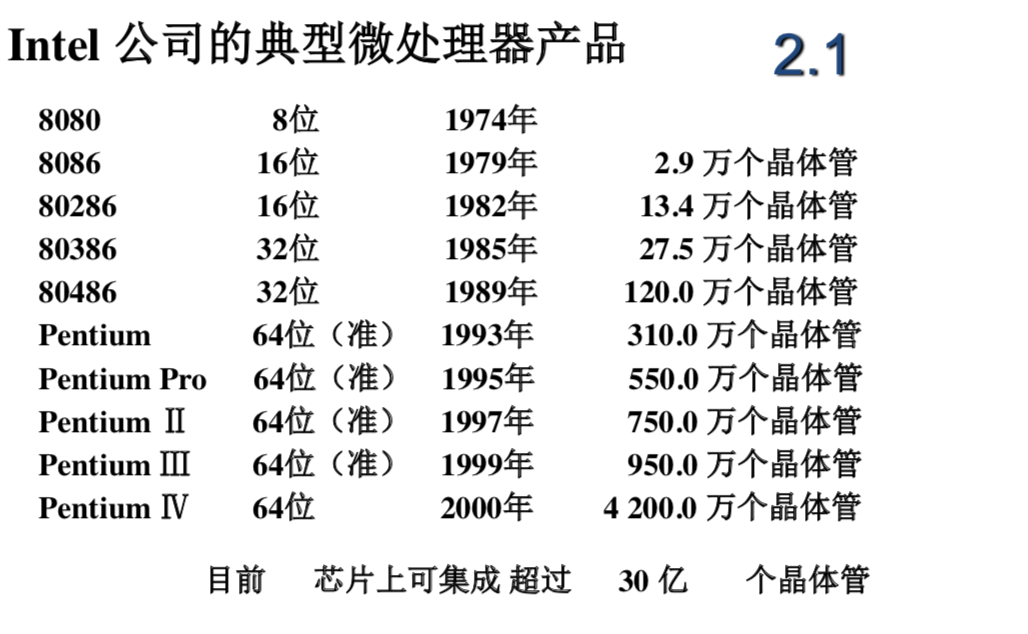 Intel 公司的典型微处理器产品 2.1
8080 8位 1974年
8086 16位 1979年 2.9 万个晶体管
80286 16位 1982年 13.4 万个晶体管
80386 32位 1985年 27.5 万个晶体管
80486 32位 1989年 120.0 万个晶体管
Pentium 64位（准） 1993年 310.0 万个晶体管
Pentium Pro 64位（准） 1995年 550.0 万个晶体管
Pentium Ⅱ 64位（准） 1997年 750.0 万个晶体管
Pentium Ⅲ 64位（准） 1999年 950.0 万个晶体管
Pentium Ⅳ 64位 2000年 4 200.0 万个晶体管
目前 芯片上可集成 超过 30 亿 个晶体管